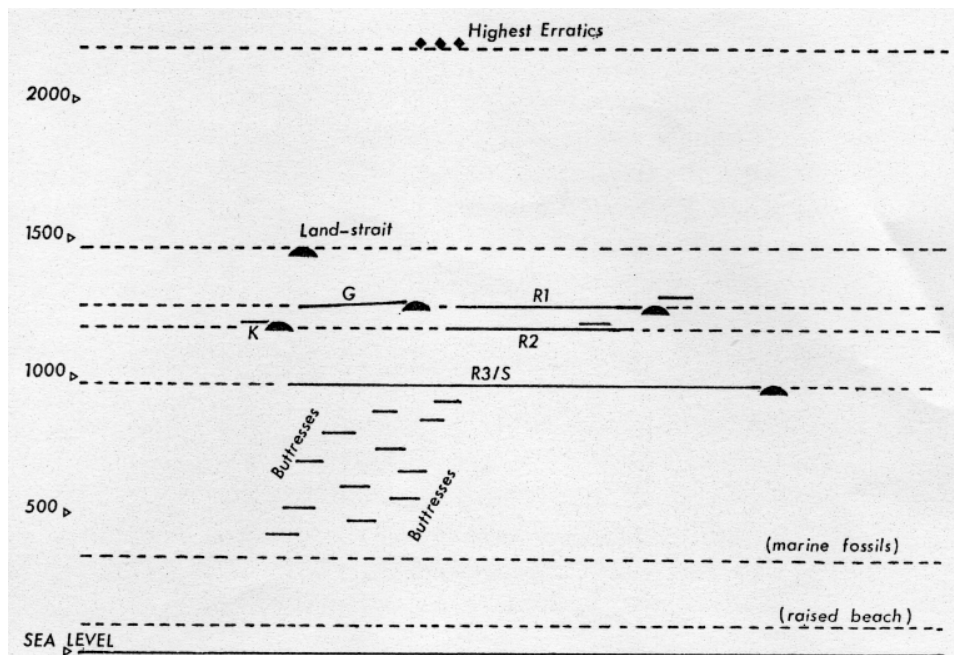 Highest Erratics
2000
Land-strait
1500
G
R1
K
R2
R3/S
1000
Buttresses
Buttresses
500
(marine fossils)
(raised beach)
SEA LEVEL